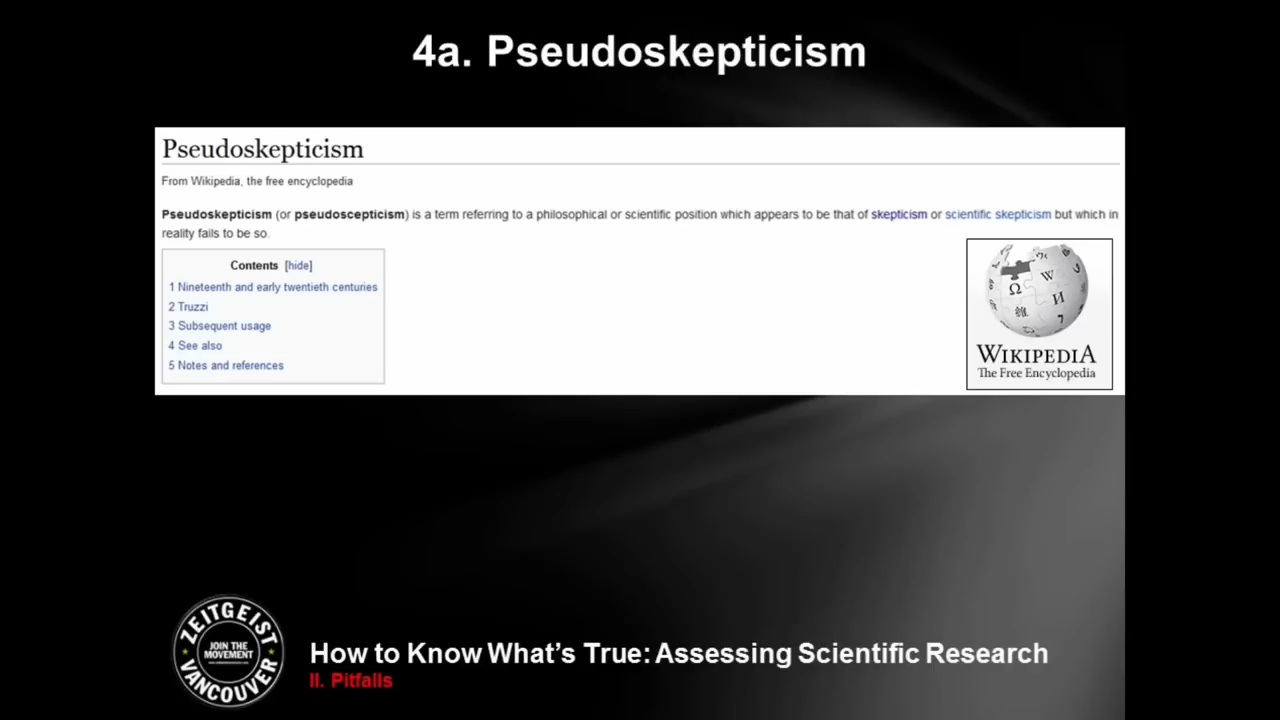 4a. Pseudoskepticism
Pseudoskepticism
From Wikipedia, the free encyclopedia
Pseudoskepticism (or pseudoscepticism) is a term referring to a philosophical or scientific position which appears to be that of skepticism or scientific skepticism but which in
reality fails to be so.
Contents [hide]
1 Nineteenth and early twentieth centuries
2 Truzzi
3 Subsequent usage
4 See also
5 Notes and references
Ω
W
И
維
7
WIKIPEDIA
The Free Encyclopedia
ZEITGEIST
JOIN THE
MOVEMENT
VANCOUVER
How to Know What's True: Assessing Scientific Research
II. Pitfalls